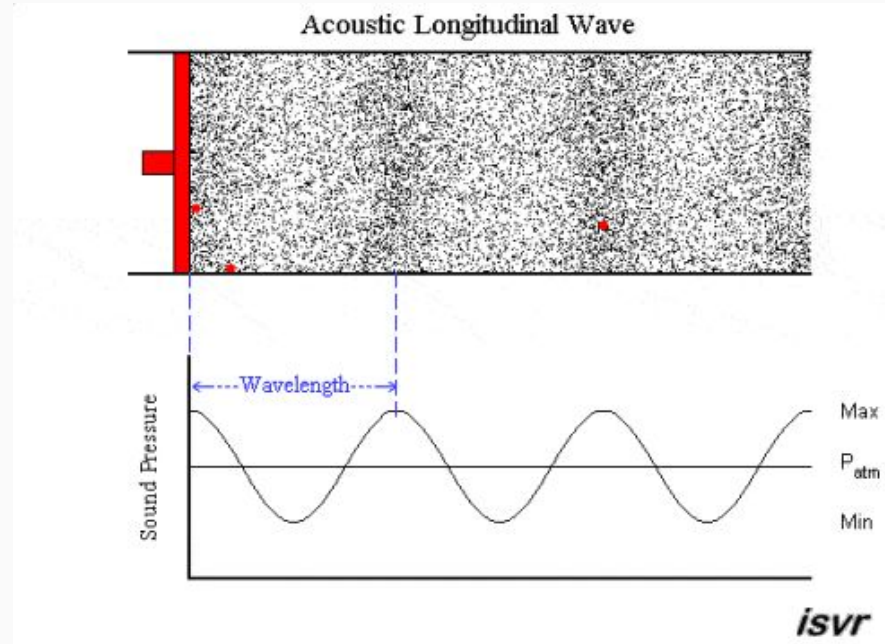 Acoustic Longitudinal Wave
Wavelength
Sound Pressure
Max
Patm
Min
isvr